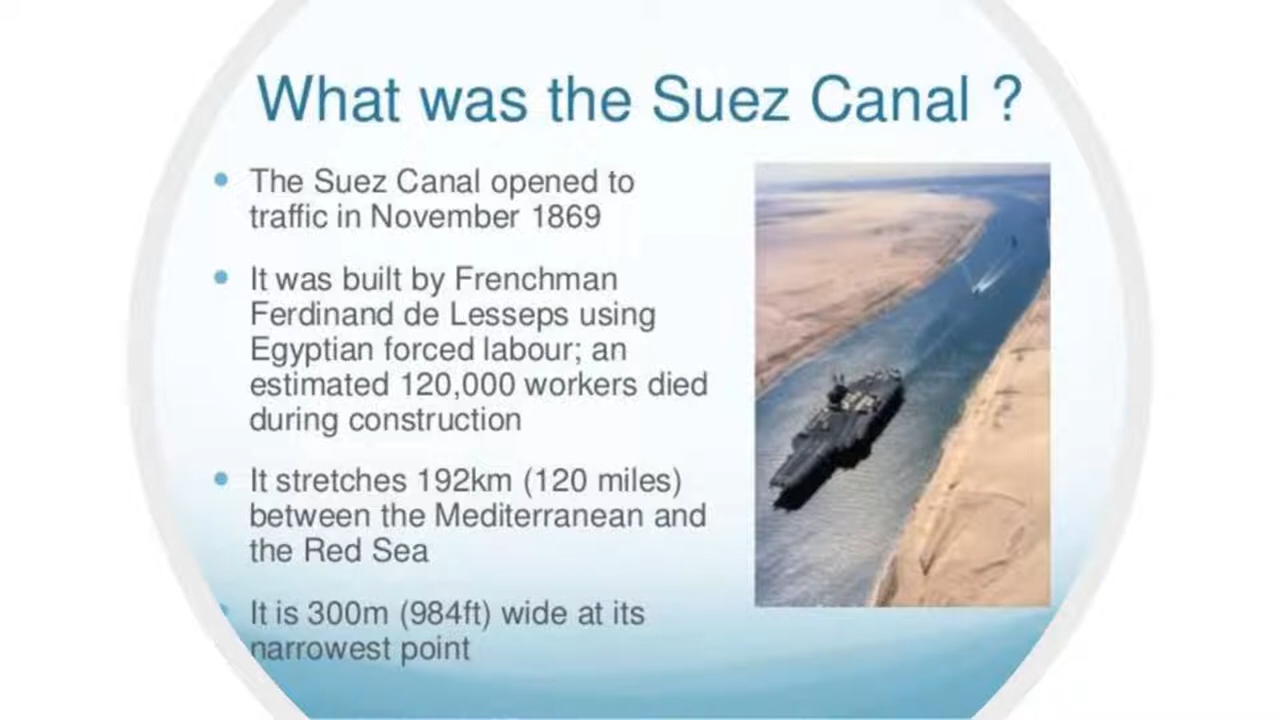 What was the Suez Canal ?
The Suez Canal opened to
traffic in November 1869
It was built by Frenchman
Ferdinand de Lesseps using
Egyptian forced labour; an
estimated 120,000 workers died
during construction
It stretches 192km (120 miles)
between the Mediterranean and
the Red Sea
It is 300m (984ft) wide at its
narrowest point